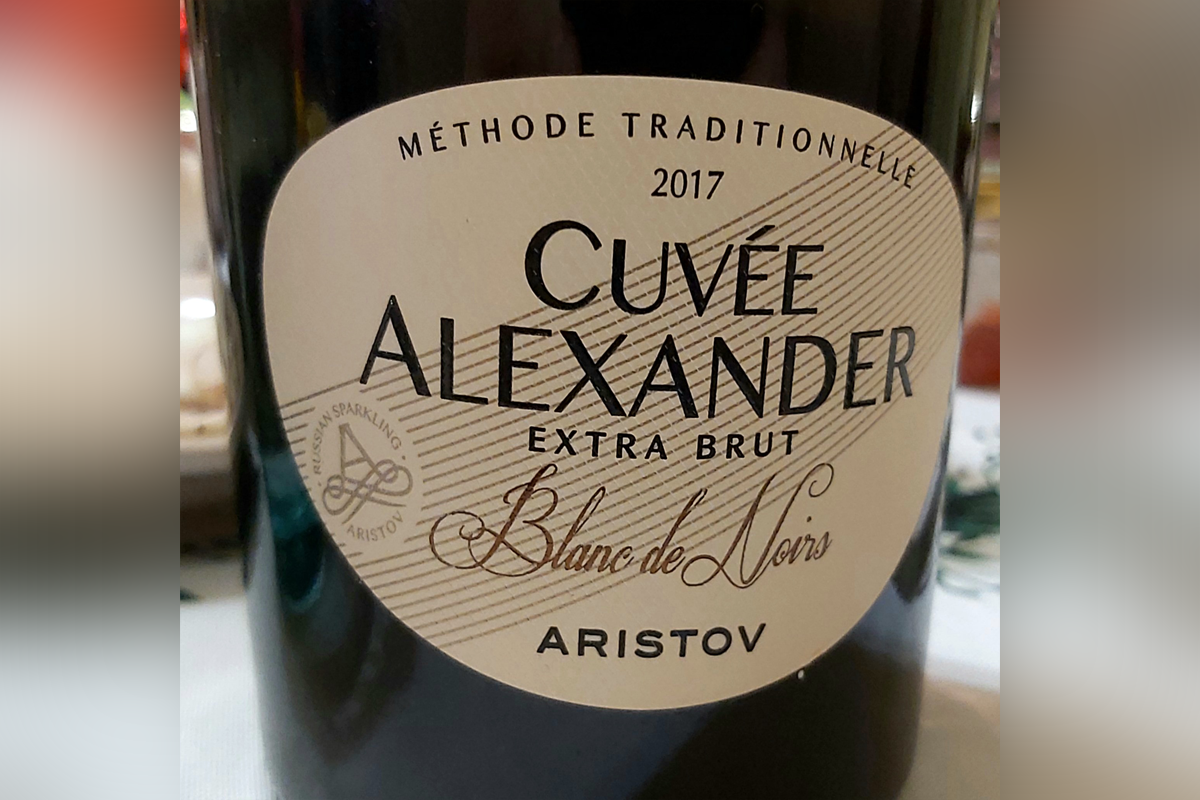 MÉTHODE TRADITIONNELLE
2017
CUVÉE
ALEXANDER
EXTRA BRUT
Blanc de Noirs
RUSSIAN SPARKLING
ARISTOV
ARISTOV